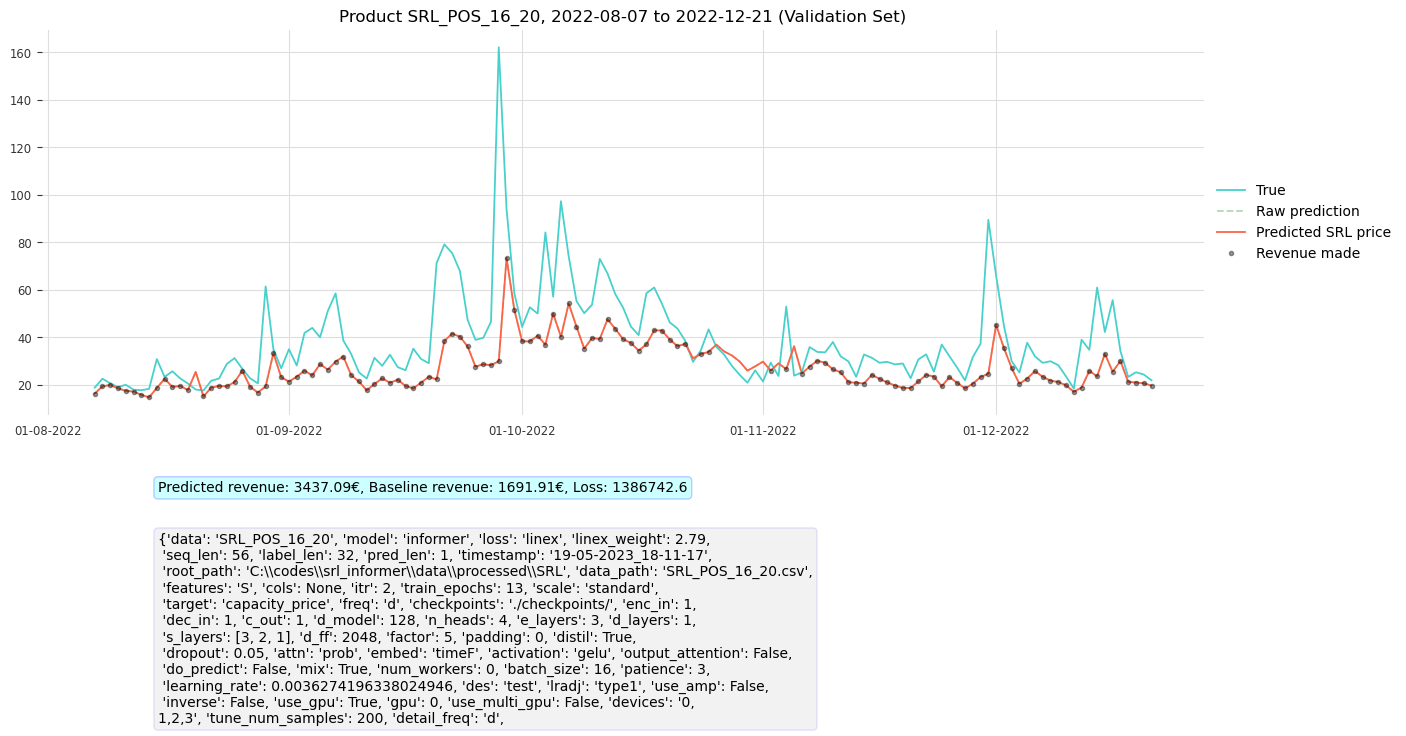 Product SRL_POS_16_20, 2022-08-07 to 2022-12-21 (Validation Set)
160
140
120
100
80
60
40
20
01-08-2022
01-09-2022
01-10-2022
01-11-2022
01-12-2022
True
Raw prediction
Predicted SRL price
Revenue made
Predicted revenue: 3437.09€, Baseline revenue: 1691.91€, Loss: 1386742.6
{'data': 'SRL_POS_16_20', 'model': 'informer', 'loss': 'linex', 'linex_weight': 2.79,
'seq_len': 56, 'label_len': 32, 'pred_len': 1, 'timestamp': '19-05-2023_18-11-17',
'root_path': 'C:\\codes\\srl_informer\\data\\processed\\SRL', 'data_path': 'SRL_POS_16_20.csv',
'features': 'S', 'cols': None, 'itr': 2, 'train_epochs': 13, 'scale': 'standard',
'target': 'capacity_price', 'freq': 'd', 'checkpoints': './checkpoints/', 'enc_in': 1,
'dec_in': 1, 'c_out': 1, 'd_model': 128, 'n_heads': 4, 'e_layers': 3, 'd_layers': 1,
's_layers': [3, 2, 1], 'd_ff': 2048, 'factor': 5, 'padding': 0, 'distil': True,
'dropout': 0.05, 'attn': 'prob', 'embed': 'timeF', 'activation': 'gelu', 'output_attention': False,
'do_predict': False, 'mix': True, 'num_workers': 0, 'batch_size': 16, 'patience': 3,
'learning_rate': 0.0036274196338024946, 'des': 'test', 'lradj': 'type1', 'use_amp': False,
'inverse': False, 'use_gpu': True, 'gpu': 0, 'use_multi_gpu': False, 'devices': '0,
1,2,3', 'tune_num_samples': 200, 'detail_freq': 'd',